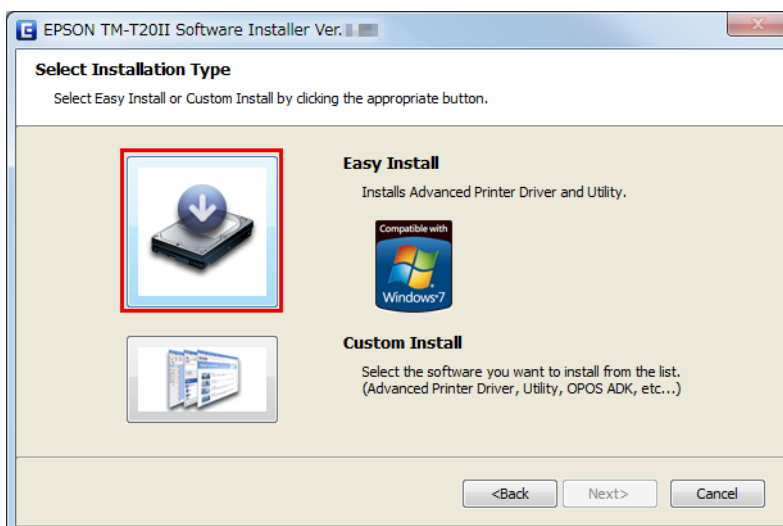 EPSON TM-T20II Software Installer Ver.
Select Installation Type
Select Easy Install or Custom Install by clicking the appropriate button.
Easy Install
Installs Advanced Printer Driver and Utility.
Compatible with
Windows 7
Custom Install
Select the software you want to install from the list.
(Advanced Printer Driver, Utility, OPOS ADK, etc...)
<Back
Next>
Cancel